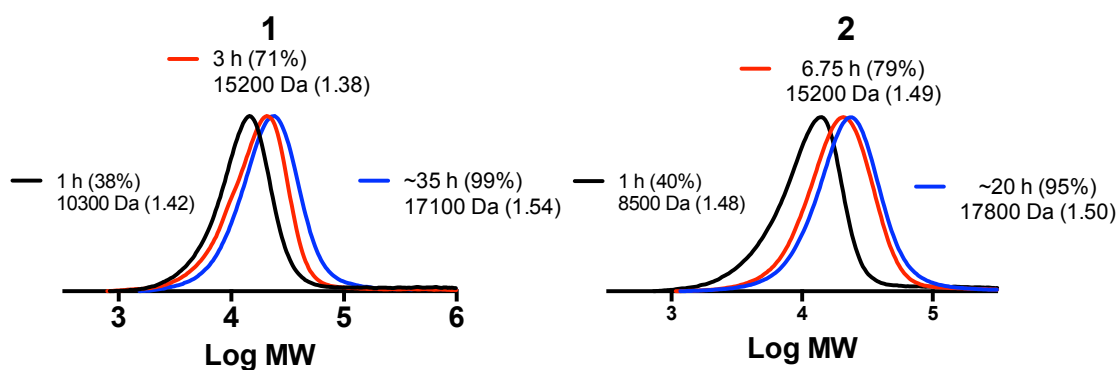 1
3 h (71%)
15200 Da (1.38)
1 h (38%)
10300 Da (1.42)
~35 h (99%)
17100 Da (1.54)
3 4 5 6
Log MW
2
6.75 h (79%)
15200 Da (1.49)
1 h (40%)
8500 Da (1.48)
~20 h (95%)
17800 Da (1.50)
3 4 5
Log MW